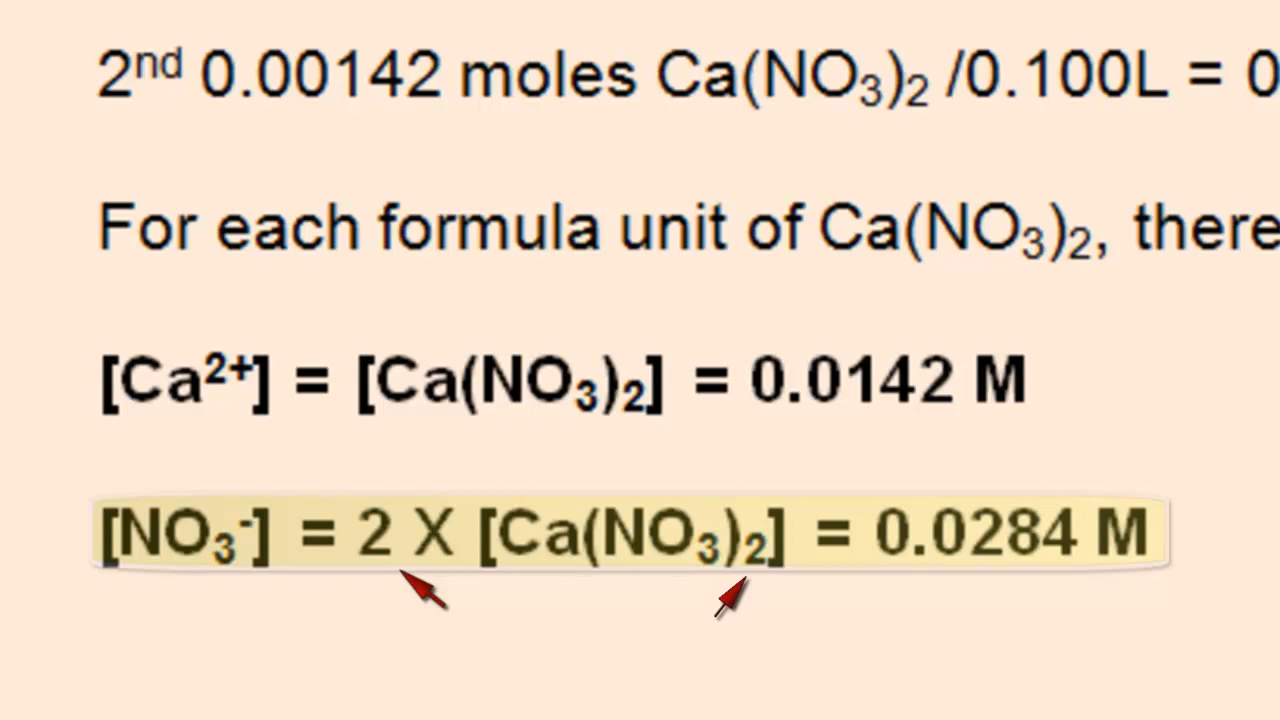 2nd 0.00142 moles Ca(NO3)2 /0.100L = 0
For each formula unit of Ca(NO3)2, there
[Ca2+] = [Ca(NO3)2] = 0.0142 M
[NO3-] = 2 X [Ca(NO3)2] = 0.0284 M